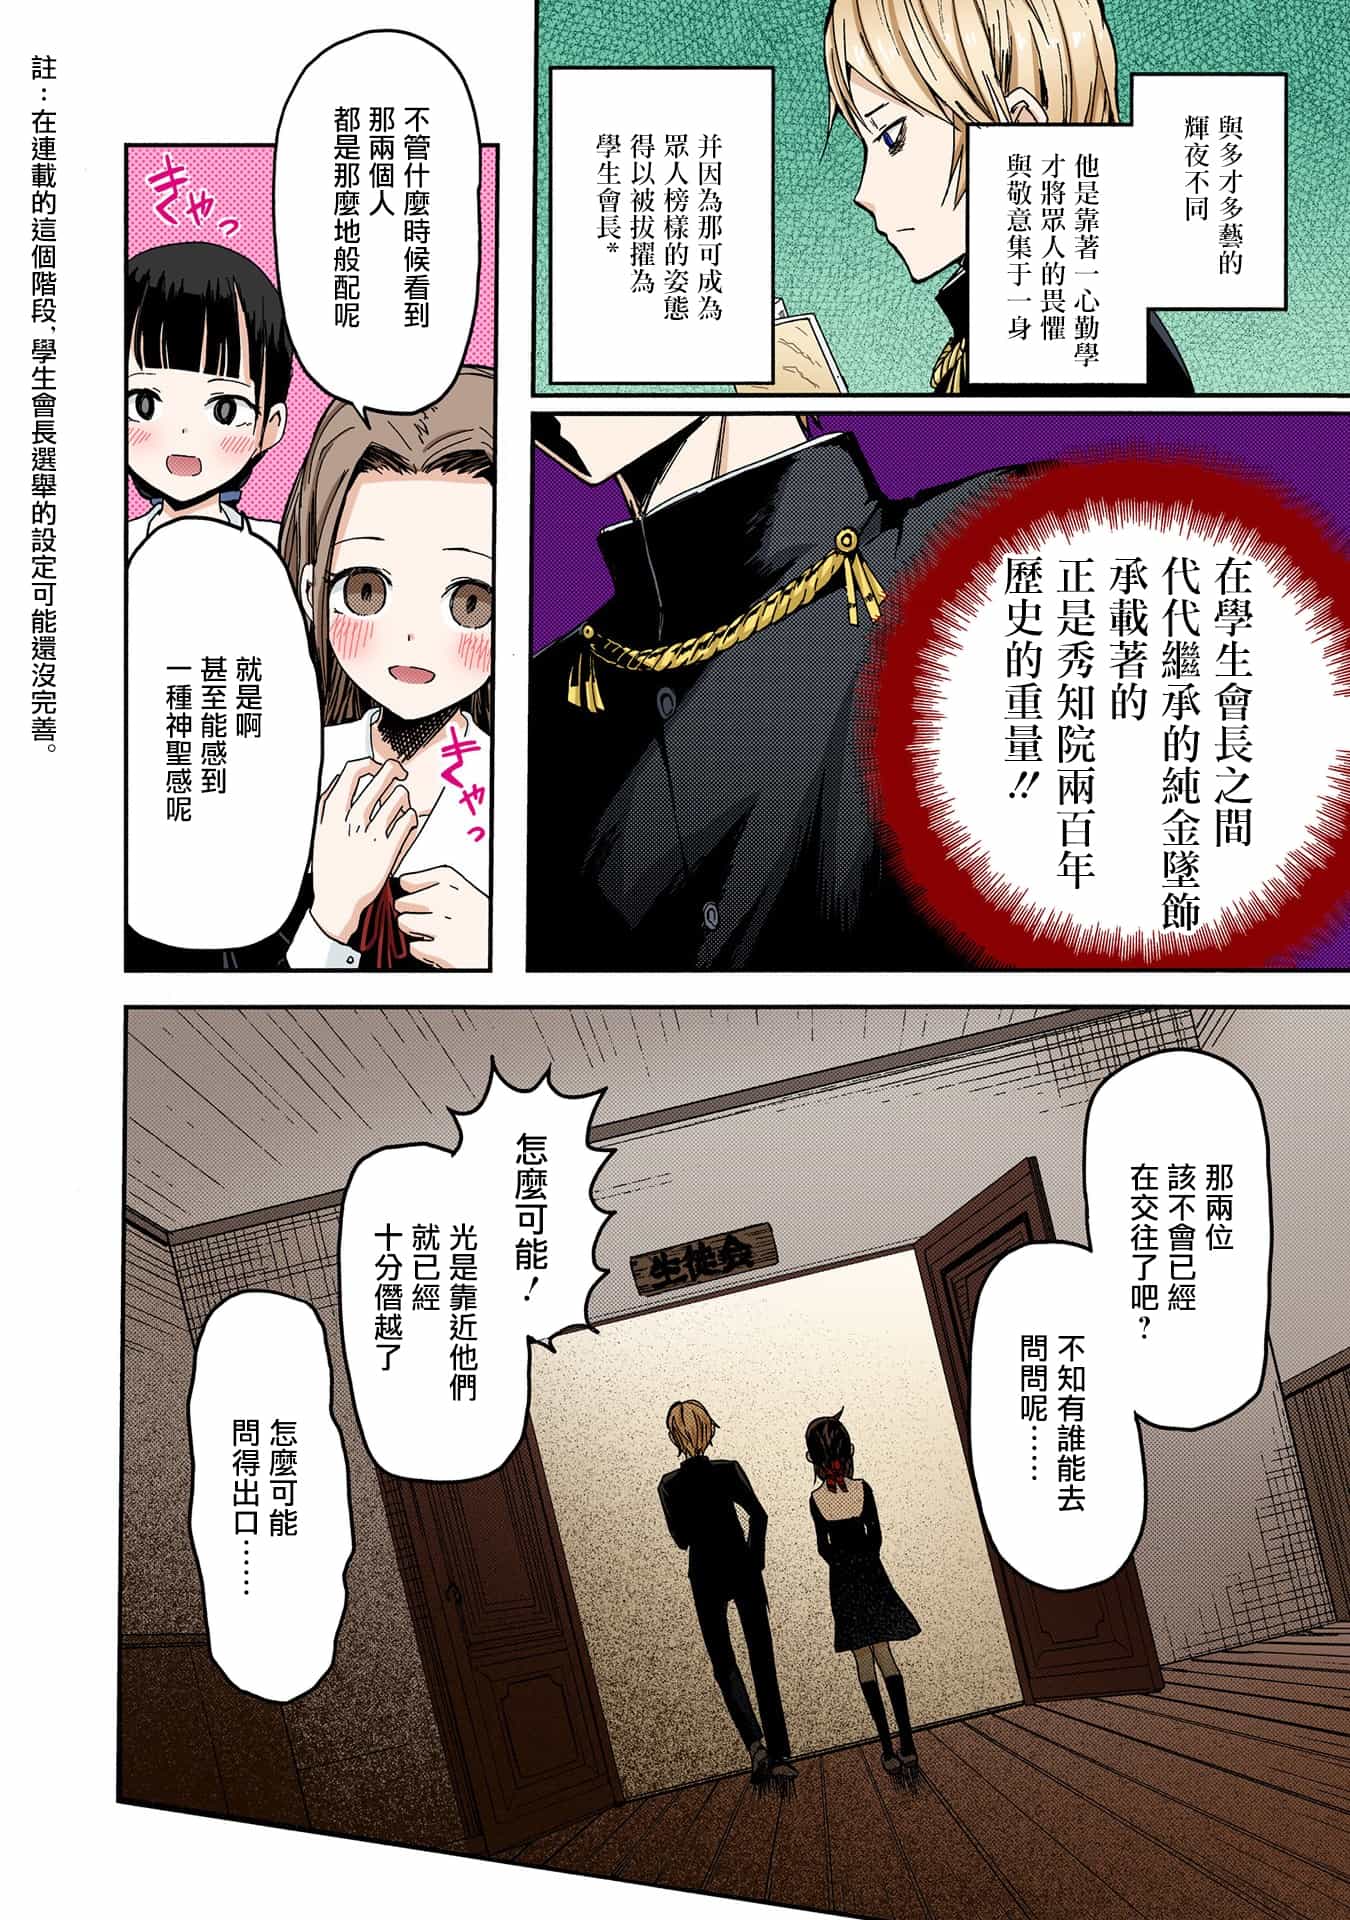 與多才多藝的
輝夜不同
他是靠著一心勤學
才將眾人的畏懼
與敬意集于一身
并因為那可成為
眾人榜樣的姿態
得以被拔擢為
學生會長*
在學生會長之間
代代繼承的純金墜飾
承載著的
正是秀知院兩百年
歷史的重量!!
不管什麼時候看到
那兩個人
都是那麼地般配呢
きゃっ
就是啊
甚至能感到
一種神聖感呢
きゃっ
那兩位
該不會已經
在交往了吧?
不知有誰能去
問問呢……
生徒会
怎麼可能!
光是靠近他們
就已經
十分僭越了
怎麼可能
問得出口……
註:在連載的這個階段,學生會長選舉的設定可能還沒完善。